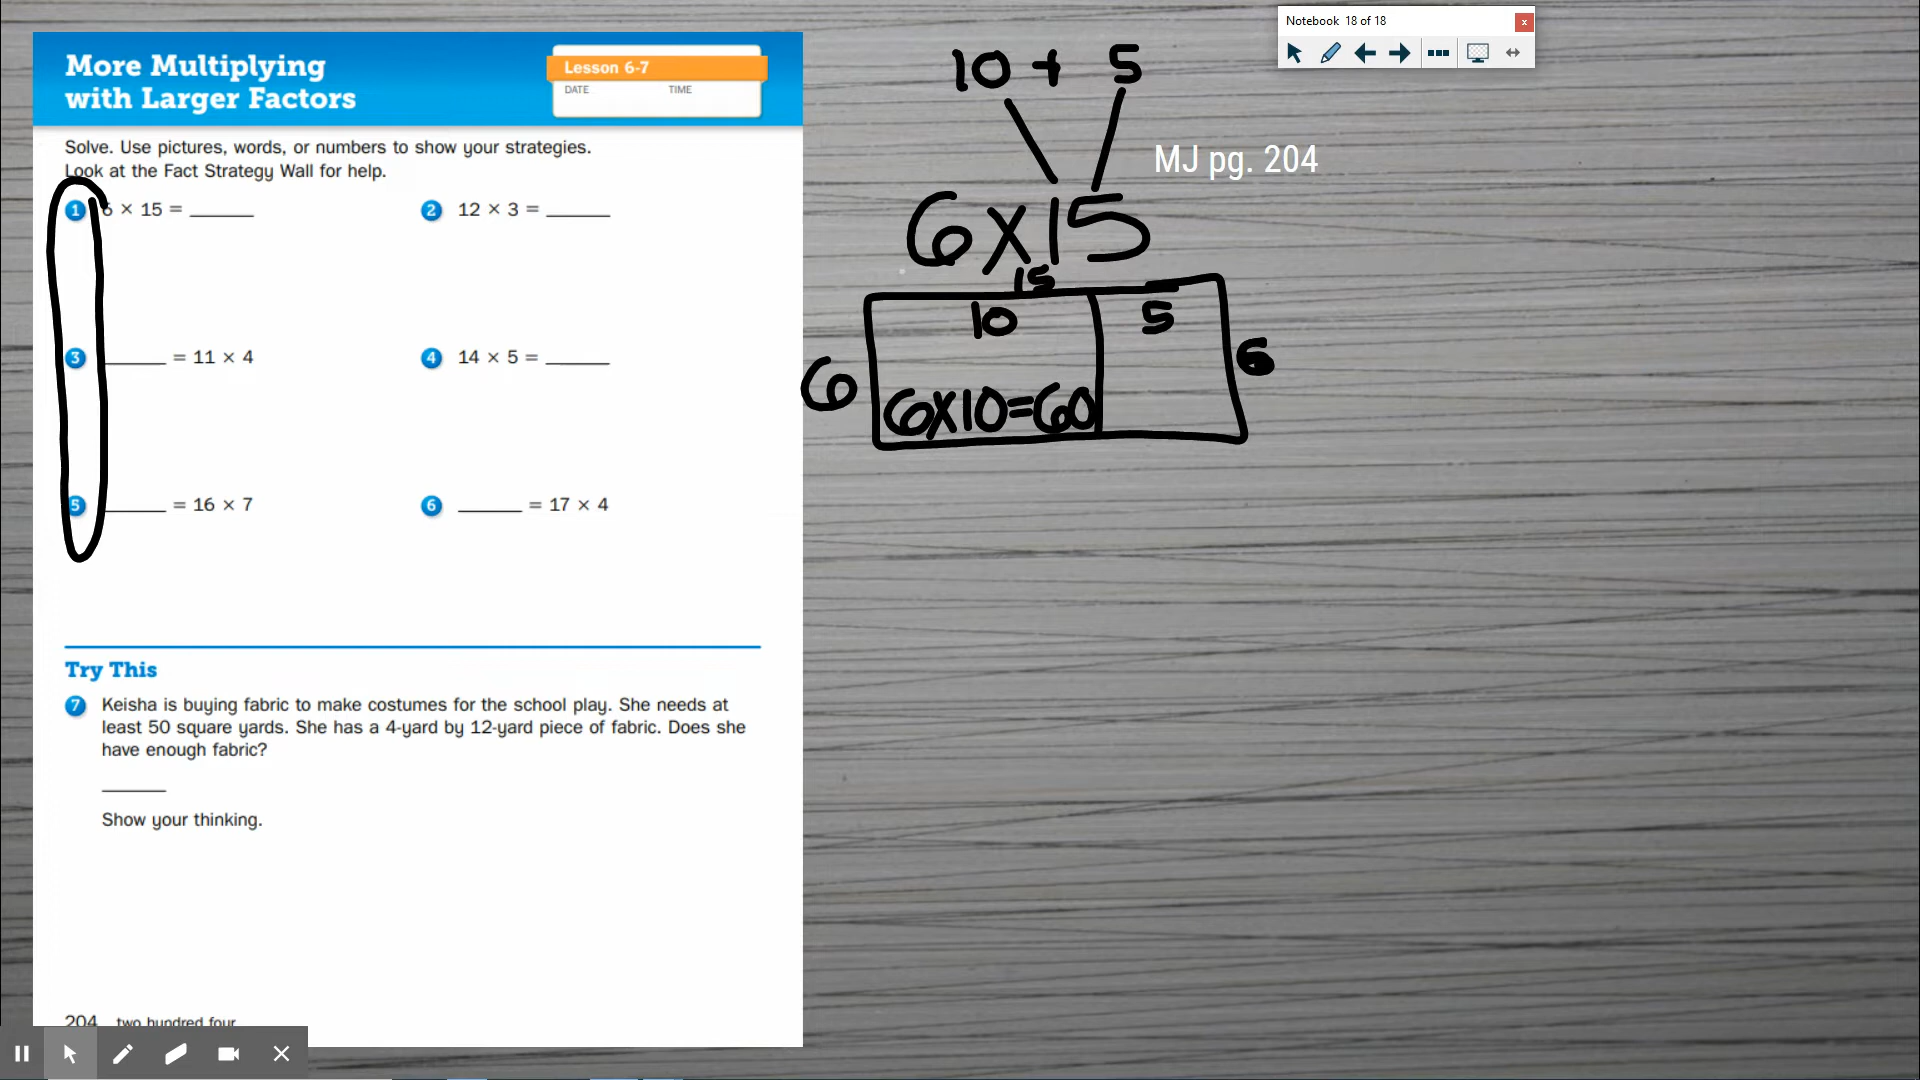 More Multiplying
with Larger Factors
Lesson 6-7
DATE TIME
Solve. Use pictures, words, or numbers to show your strategies.
Look at the Fact Strategy Wall for help.
1 6 × 15 = ______
2 12 × 3 = ______
3 ______ = 11 × 4
4 14 × 5 = ______
5 ______ = 16 × 7
6 ______ = 17 × 4
Try This
7 Keisha is buying fabric to make costumes for the school play. She needs at
least 50 square yards. She has a 4-yard by 12-yard piece of fabric. Does she
have enough fabric?
______
Show your thinking.
204 two hundred four
Notebook 18 of 18
x
10 + 5
MJ pg. 204
6x15
15
10 5
6 6
6x10=60